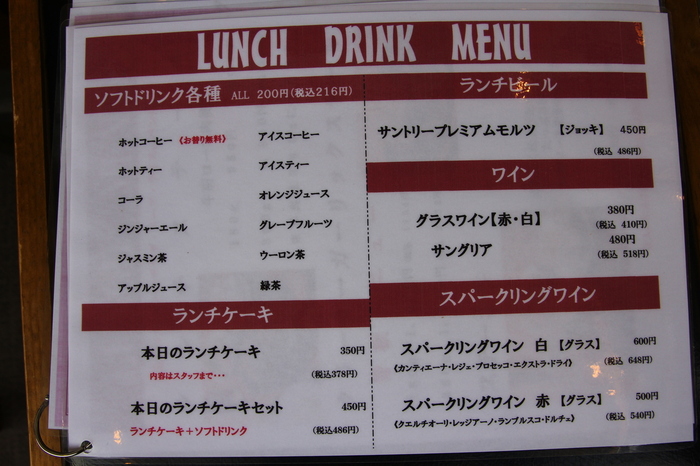 LUNCH DRINK MENU
ソフトドリンク各種 ALL 200円(税込216円)
ホットコーヒー 《お替り無料》 アイスコーヒー
ホットティー アイスティー
コーラ オレンジジュース
ジンジャーエール グレープフルーツ
ジャスミン茶 ウーロン茶
アップルジュース 緑茶
ランチケーキ
本日のランチケーキ 350円
内容はスタッフまで・・・ (税込378円)
本日のランチケーキセット 450円
ランチケーキ＋ソフトドリンク (税込486円)
ランチビール
サントリープレミアムモルツ 【ジョッキ】 450円
(税込 486円)
ワイン
グラスワイン【赤・白】 380円
(税込 410円)
サングリア 480円
(税込 518円)
スパークリングワイン
スパークリングワイン 白 【グラス】 600円
《カンティエーナ・レジェ・プロセッコ・エクストラ・ドライ》 (税込 648円)
スパークリングワイン 赤 【グラス】 500円
《クエルチオーリ・レッジアーノ・ランブルスコ・ドルチェ》 (税込 540円)